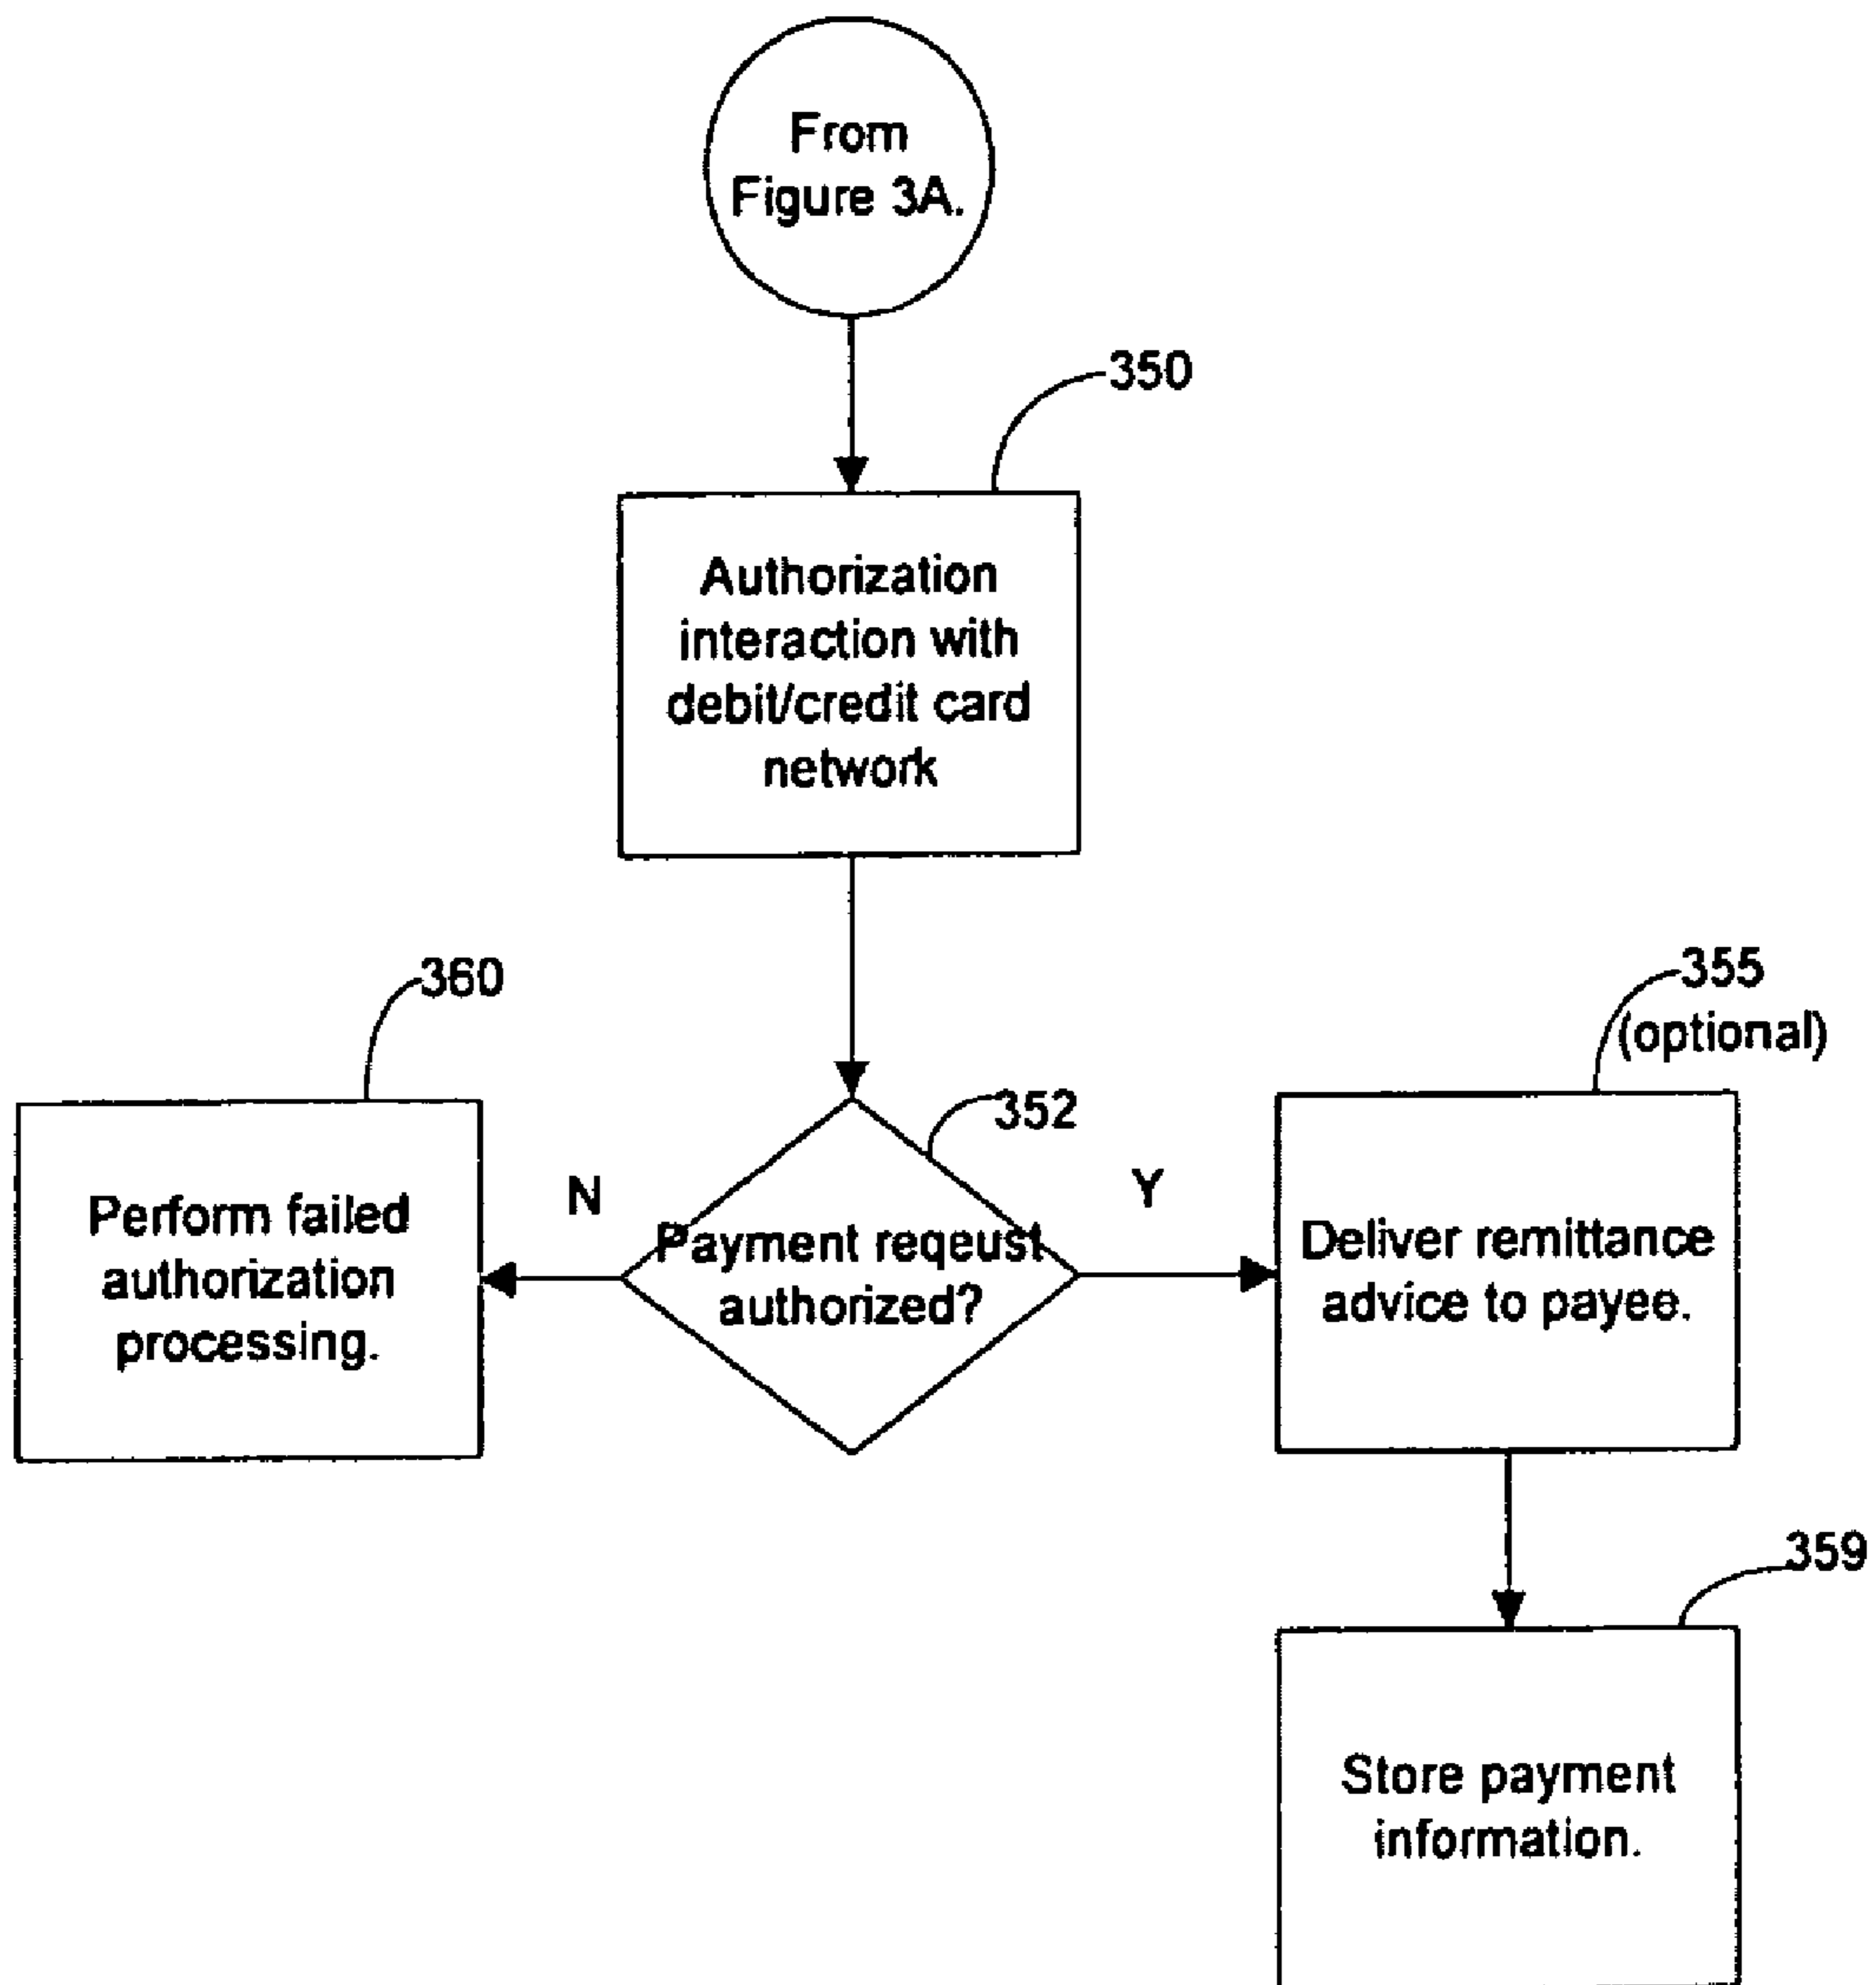 From
Figure 3A.
350
Authorization
interaction with
debit/credit card
network
360
355
(optional)
352
N
Y
Perform failed
authorization
processing.
Payment reqeust
authorized?
Deliver remittance
advice to payee.
359
Store payment
information.